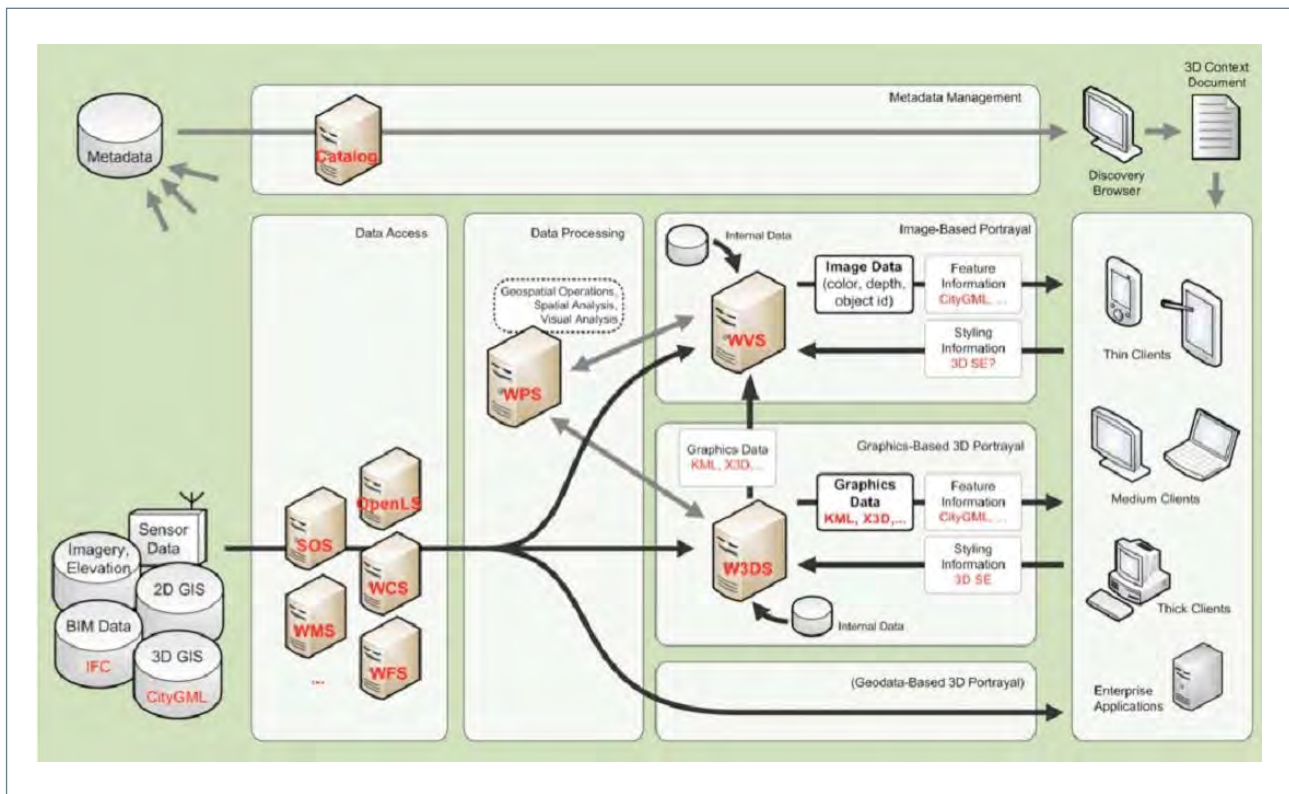 3D Context
Document
Metadata Management
Metadata
Catalog
Discovery
Browser
Data Access
Data Processing
Image-Based Portrayal
Internal Data
Image Data
(color, depth,
object id)
Feature
Information
CityGML, ...
Geospatial Operations,
Spatial Analysis,
Visual Analysis
WVS
Styling
Information
3D SE?
Thin Clients
WPS
Graphics Data
KML, X3D,...
Graphics-Based 3D Portrayal
Graphics
Data
KML, X3D,...
Feature
Information
CityGML, ...
Medium Clients
OpenLS
Sensor
Data
SOS
Imagery,
Elevation
W3DS
Styling
Information
3D SE
2D GIS
WCS
Thick Clients
BIM Data
IFC
WMS
Internal Data
3D GIS
CityGML
WFS
...
(Geodata-Based 3D Portrayal)
Enterprise
Applications